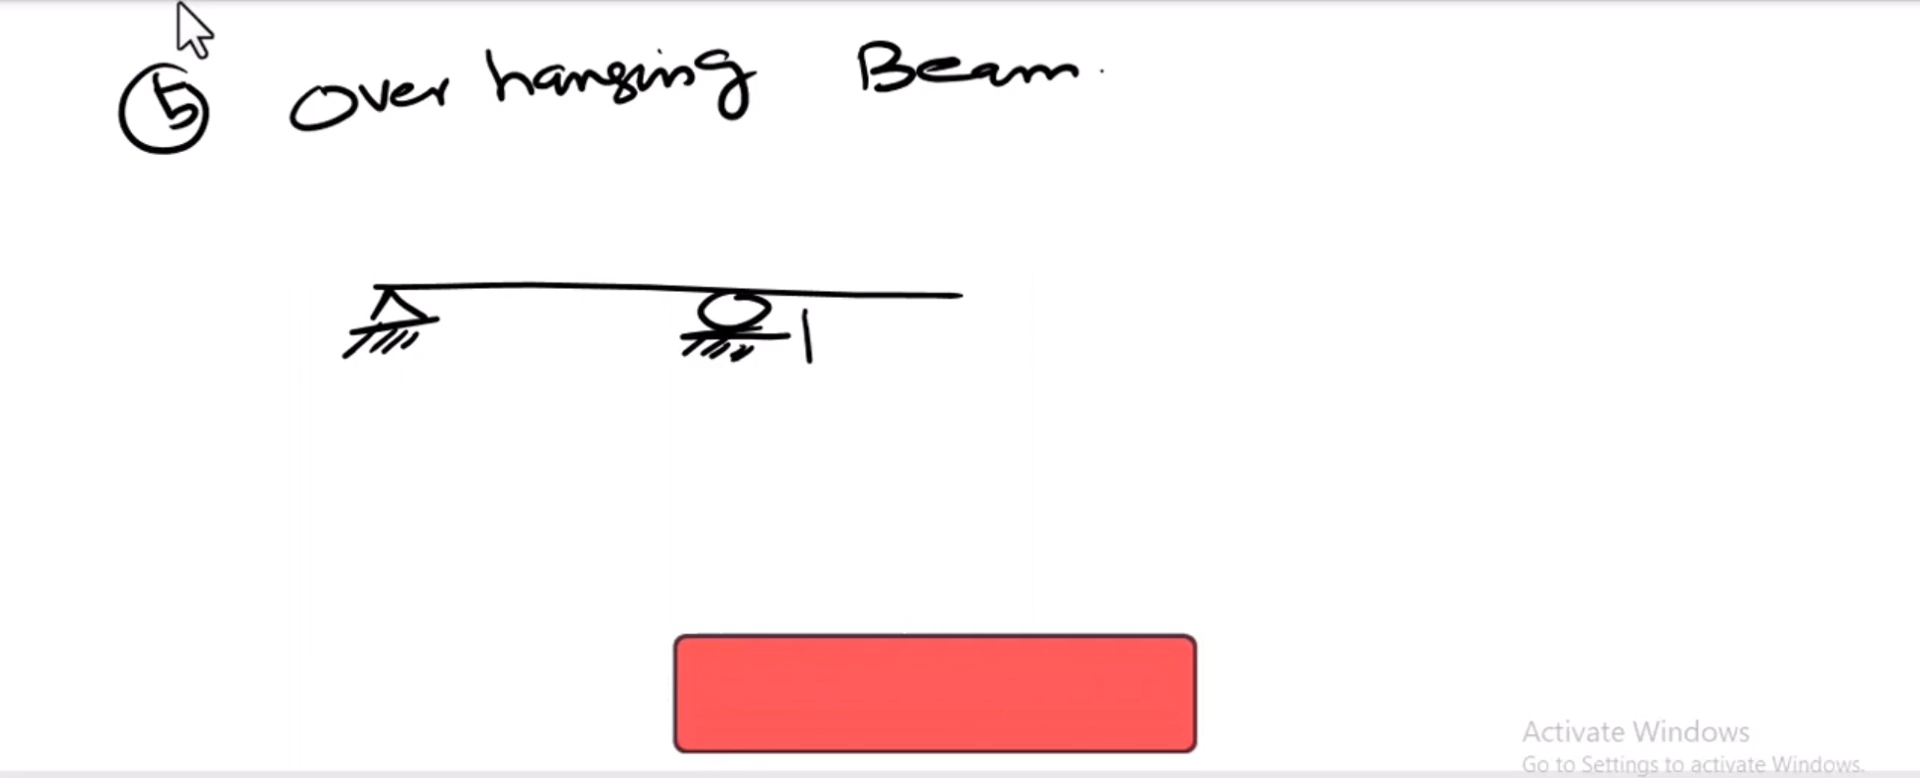 5 Over hanging Beam.
Activate Windows
Go to Settings to activate Windows.